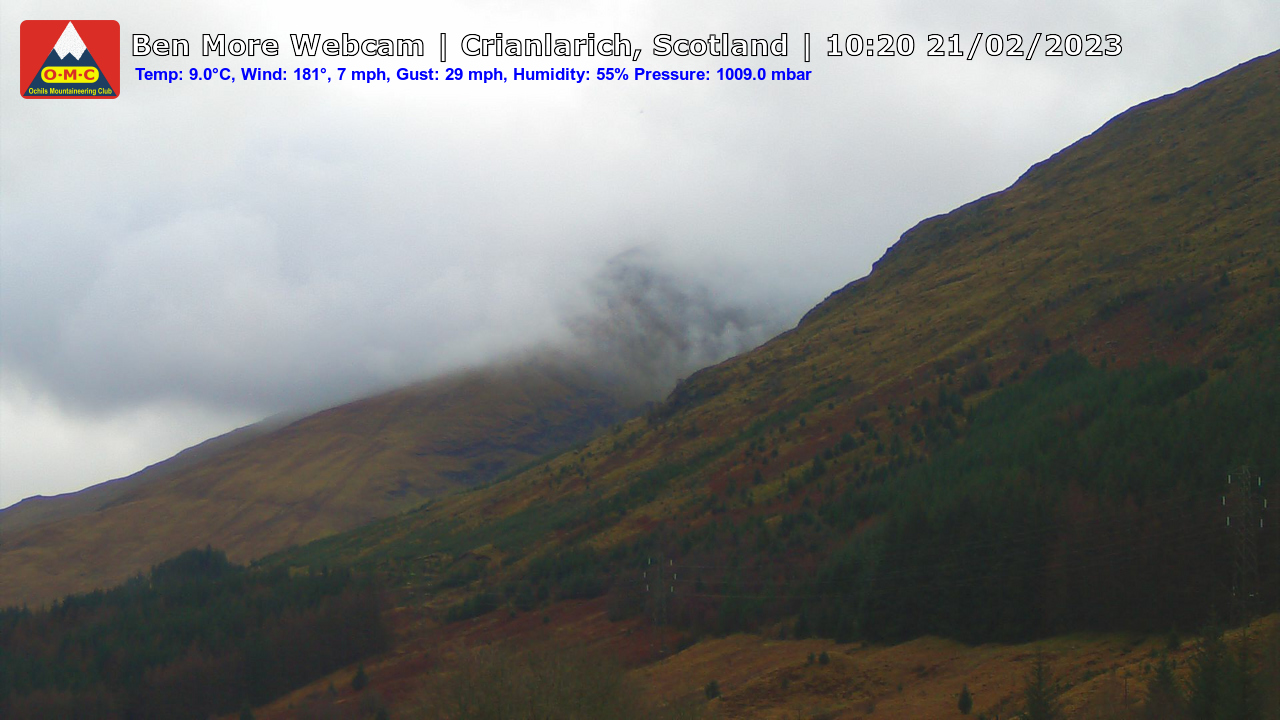 Ben More Webcam | Crianlarich, Scotland | 10:20 21/02/2023
Temp: 9.0°C, Wind: 181°, 7 mph, Gust: 29 mph, Humidity: 55% Pressure: 1009.0 mbar
O·M·C
Ochils Mountaineering Club